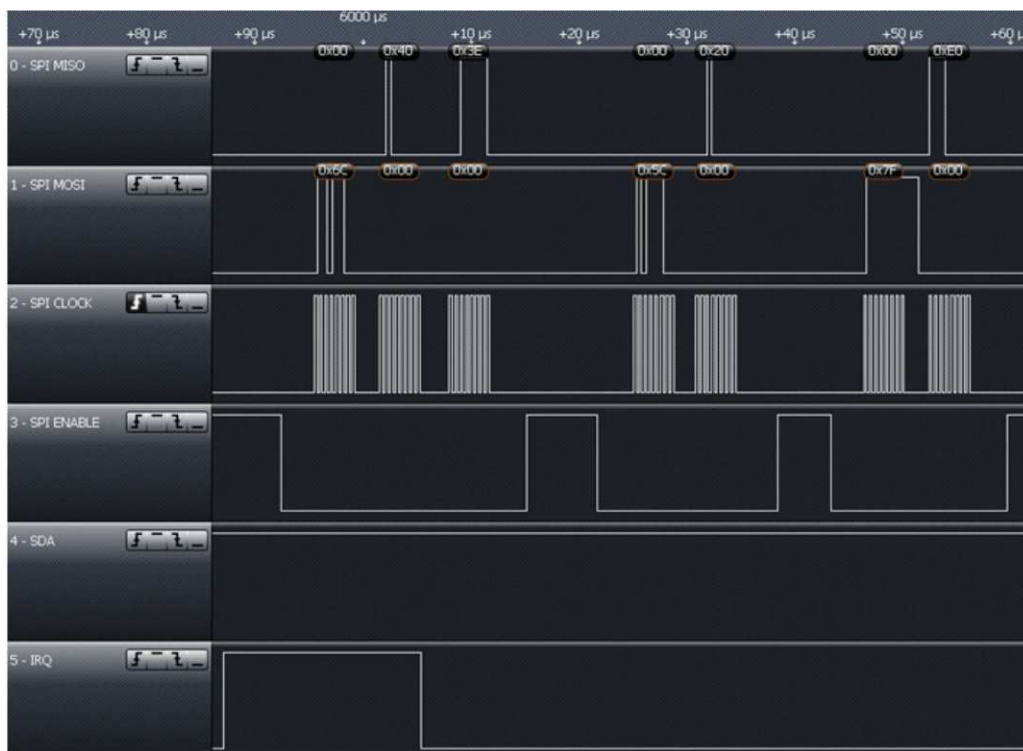 6000 µs
+70 µs +80 µs +90 µs +10 µs +20 µs +30 µs +40 µs +50 µs +60 µ
0 - SPI MISO 0x00 0x40 0x3E 0x00 0x20 0x00 0xE0
1 - SPI MOSI 0x6C 0x00 0x00 0x5C 0x00 0x7F 0x00
2 - SPI CLOCK
3 - SPI ENABLE
4 - SDA
5 - IRQ